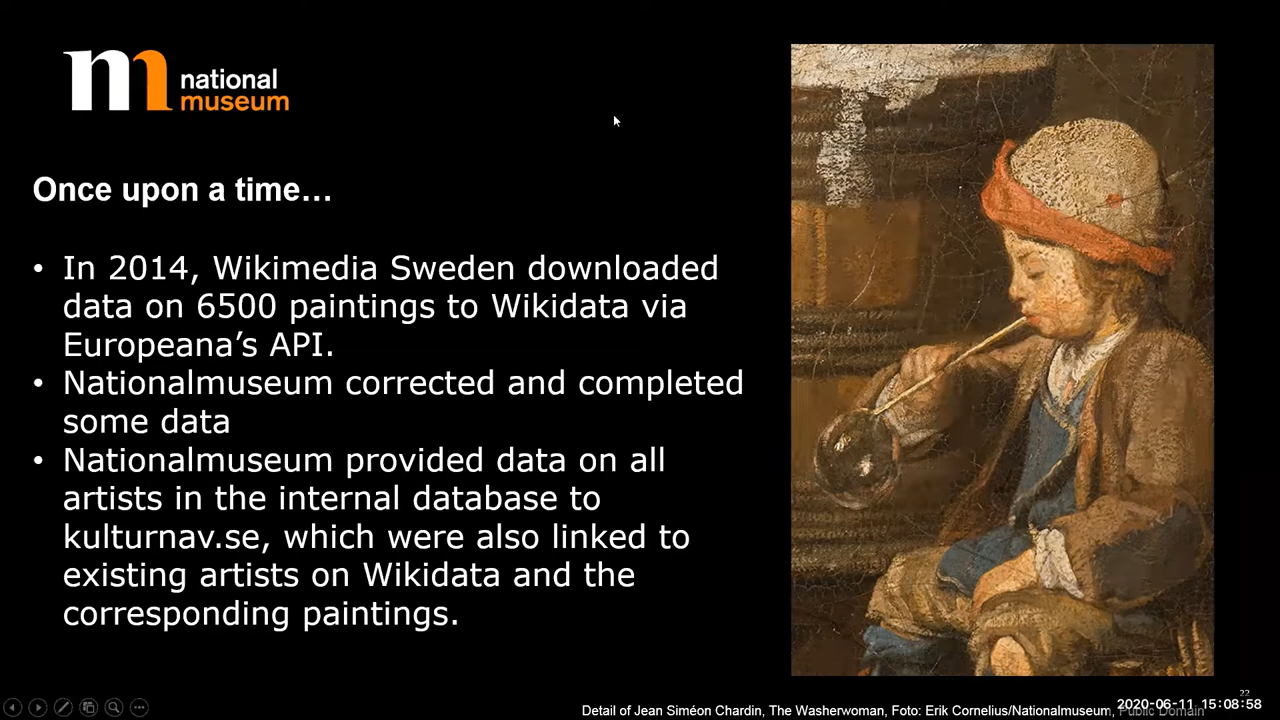 m national
museum
Once upon a time…
• In 2014, Wikimedia Sweden downloaded
data on 6500 paintings to Wikidata via
Europeana’s API.
• Nationalmuseum corrected and completed
some data
• Nationalmuseum provided data on all
artists in the internal database to
kulturnav.se, which were also linked to
existing artists on Wikidata and the
corresponding paintings.
22
Detail of Jean Siméon Chardin, The Washerwoman, Foto: Erik Cornelius/Nationalmuseum, Public Domain
2020-06-11 15:08:58